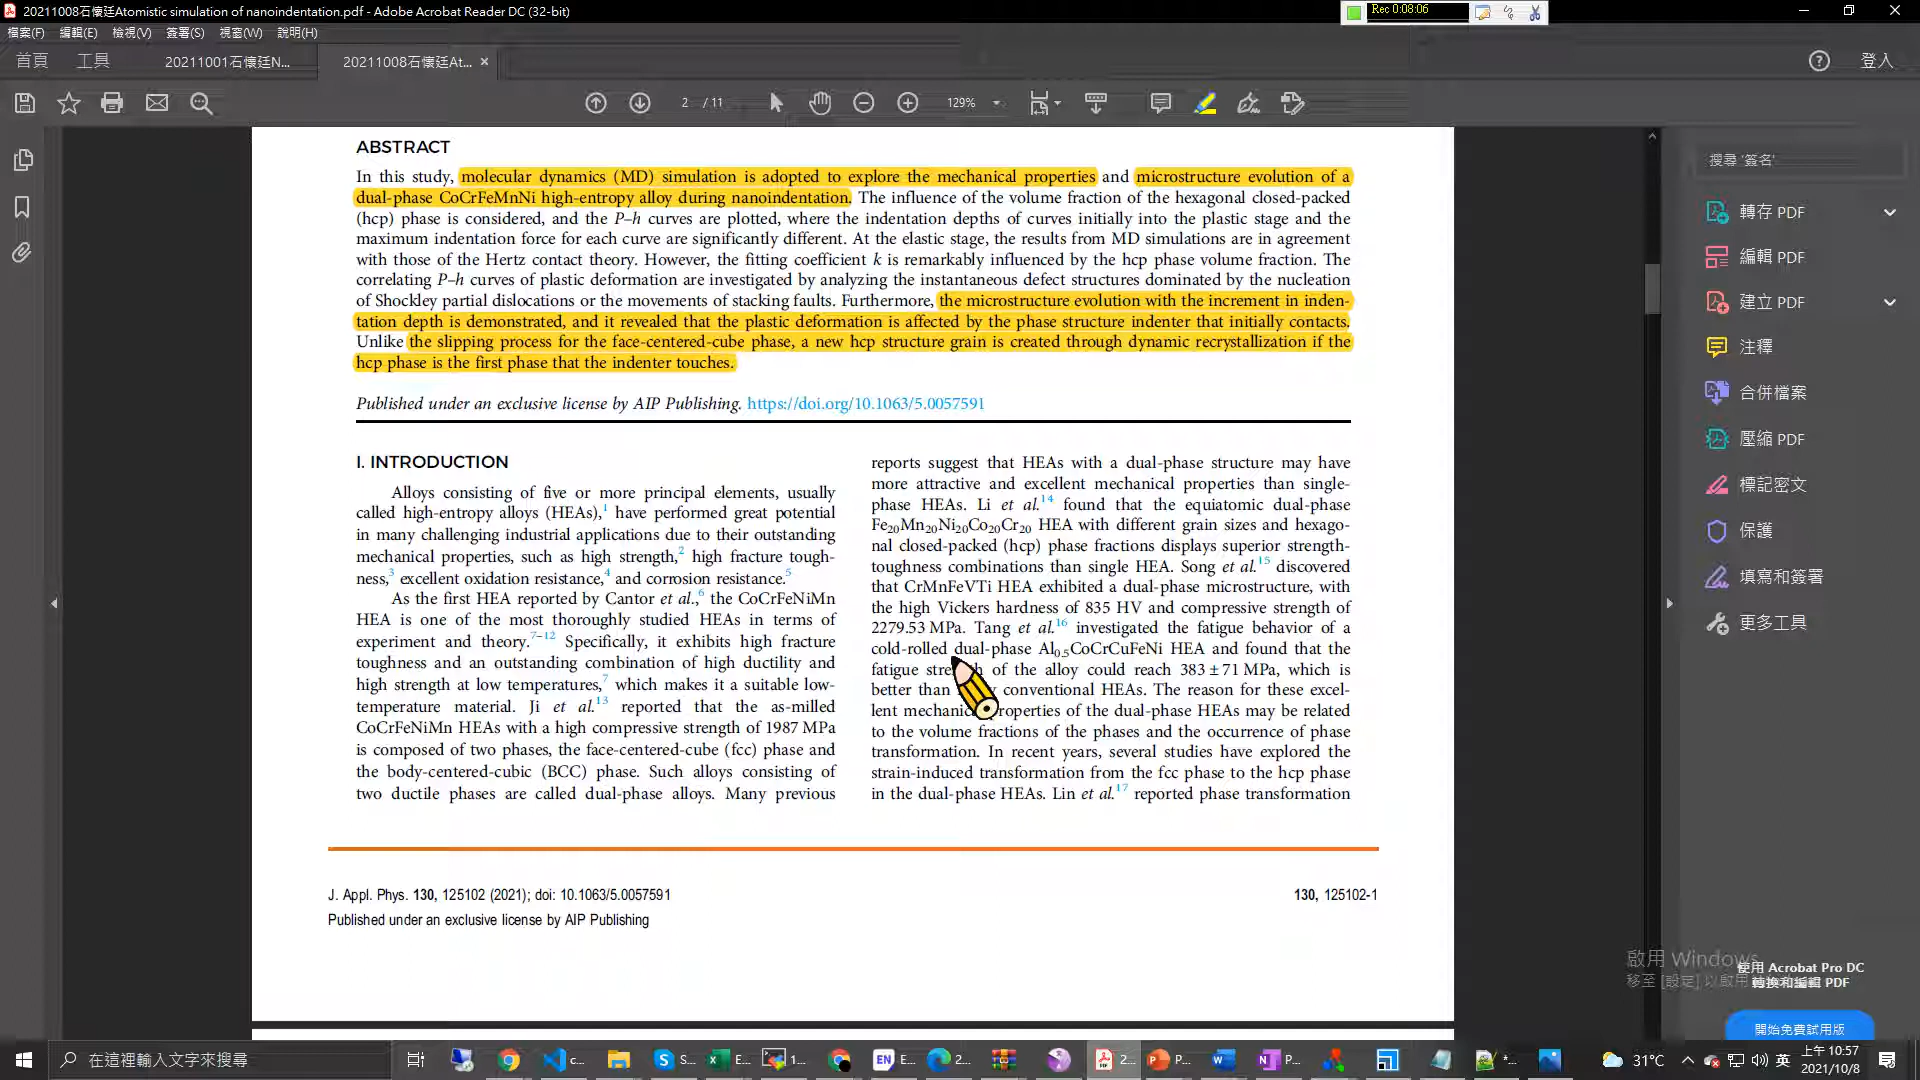 20211008石懷廷Atomistic simulation of nanoindentation.pdf - Adobe Acrobat Reader DC (32-bit)
Rec 0:08:06
檔案(F) 編輯(E) 檢視(V) 簽署(S) 視窗(W) 說明(H)
首頁 工具 20211001石懷廷N... 20211008石懷廷At... × 登入
2 / 11 129%
ABSTRACT
In this study, molecular dynamics (MD) simulation is adopted to explore the mechanical properties and microstructure evolution of a
dual-phase CoCrFeMnNi high-entropy alloy during nanoindentation. The influence of the volume fraction of the hexagonal closed-packed
(hcp) phase is considered, and the P–h curves are plotted, where the indentation depths of curves initially into the plastic stage and the
maximum indentation force for each curve are significantly different. At the elastic stage, the results from MD simulations are in agreement
with those of the Hertz contact theory. However, the fitting coefficient k is remarkably influenced by the hcp phase volume fraction. The
correlating P–h curves of plastic deformation are investigated by analyzing the instantaneous defect structures dominated by the nucleation
of Shockley partial dislocations or the movements of stacking faults. Furthermore, the microstructure evolution with the increment in inden-
tation depth is demonstrated, and it revealed that the plastic deformation is affected by the phase structure indenter that initially contacts.
Unlike the slipping process for the face-centered-cube phase, a new hcp structure grain is created through dynamic recrystallization if the
hcp phase is the first phase that the indenter touches.
Published under an exclusive license by AIP Publishing. https://doi.org/10.1063/5.0057591
I. INTRODUCTION
Alloys consisting of five or more principal elements, usually
called high-entropy alloys (HEAs),1 have performed great potential
in many challenging industrial applications due to their outstanding
mechanical properties, such as high strength,2 high fracture tough-
ness,3 excellent oxidation resistance,4 and corrosion resistance.5
As the first HEA reported by Cantor et al.,6 the CoCrFeNiMn
HEA is one of the most thoroughly studied HEAs in terms of
experiment and theory.7–12 Specifically, it exhibits high fracture
toughness and an outstanding combination of high ductility and
high strength at low temperatures,7 which makes it a suitable low-
temperature material. Ji et al.13 reported that the as-milled
CoCrFeNiMn HEAs with a high compressive strength of 1987 MPa
is composed of two phases, the face-centered-cube (fcc) phase and
the body-centered-cubic (BCC) phase. Such alloys consisting of
two ductile phases are called dual-phase alloys. Many previous
reports suggest that HEAs with a dual-phase structure may have
more attractive and excellent mechanical properties than single-
phase HEAs. Li et al.14 found that the equiatomic dual-phase
Fe20Mn20Ni20Co20Cr20 HEA with different grain sizes and hexago-
nal closed-packed (hcp) phase fractions displays superior strength-
toughness combinations than single HEA. Song et al.15 discovered
that CrMnFeVTi HEA exhibited a dual-phase microstructure, with
the high Vickers hardness of 835 HV and compressive strength of
2279.53 MPa. Tang et al.16 investigated the fatigue behavior of a
cold-rolled dual-phase Al0.5CoCrCuFeNi HEA and found that the
fatigue stre of the alloy could reach 383 ± 71 MPa, which is
better than conventional HEAs. The reason for these excel-
lent mechanic roperties of the dual-phase HEAs may be related
to the volume fractions of the phases and the occurrence of phase
transformation. In recent years, several studies have explored the
strain-induced transformation from the fcc phase to the hcp phase
in the dual-phase HEAs. Lin et al.17 reported phase transformation
J. Appl. Phys. 130, 125102 (2021); doi: 10.1063/5.0057591
130, 125102-1
Published under an exclusive license by AIP Publishing
搜尋 '簽名'
轉存 PDF
編輯 PDF
建立 PDF
注釋
合併檔案
壓縮 PDF
標記密文
保護
填寫和簽署
更多工具
啟用 Windows
移至 [設定] 以啟用
使用 Acrobat Pro DC
轉換和編輯 PDF
開始免費試用版
在這裡輸入文字來搜尋
c... S... E... 1... EN E... 2... 2... P... P...
31°C 英 上午 10:57
2021/10/8